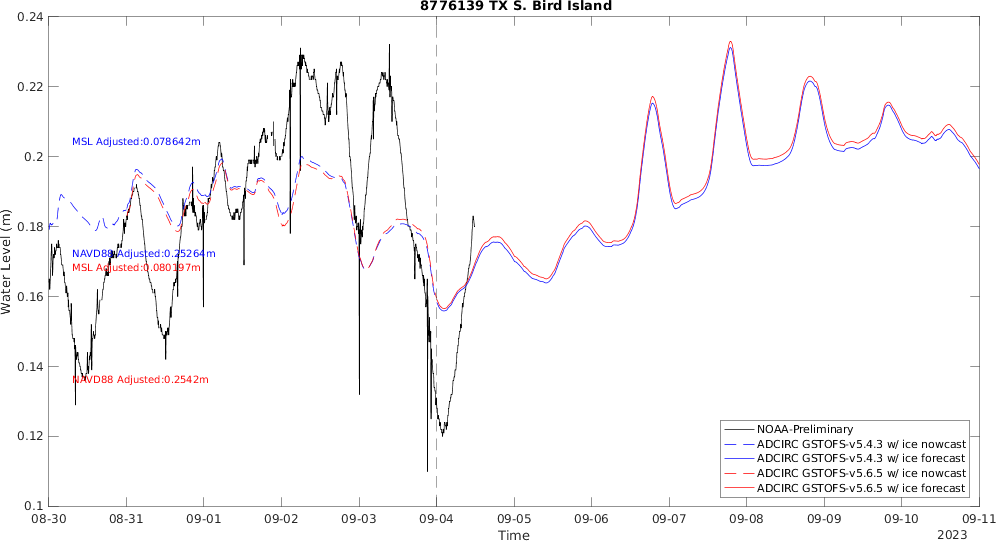 8776139 TX S. Bird Island
0.24
0.22
0.2
0.18
0.16
0.14
0.12
0.1
Water Level (m)
MSL Adjusted:0.078642m
NAVD88 Adjusted:0.25264m
MSL Adjusted:0.080197m
NAVD88 Adjusted:0.2542m
NOAA-Preliminary
ADCIRC GSTOFS-v5.4.3 w/ ice nowcast
ADCIRC GSTOFS-v5.4.3 w/ ice forecast
ADCIRC GSTOFS-v5.6.5 w/ ice nowcast
ADCIRC GSTOFS-v5.6.5 w/ ice forecast
08-30 08-31 09-01 09-02 09-03 09-04 09-05 09-06 09-07 09-08 09-09 09-10 09-11
Time
2023